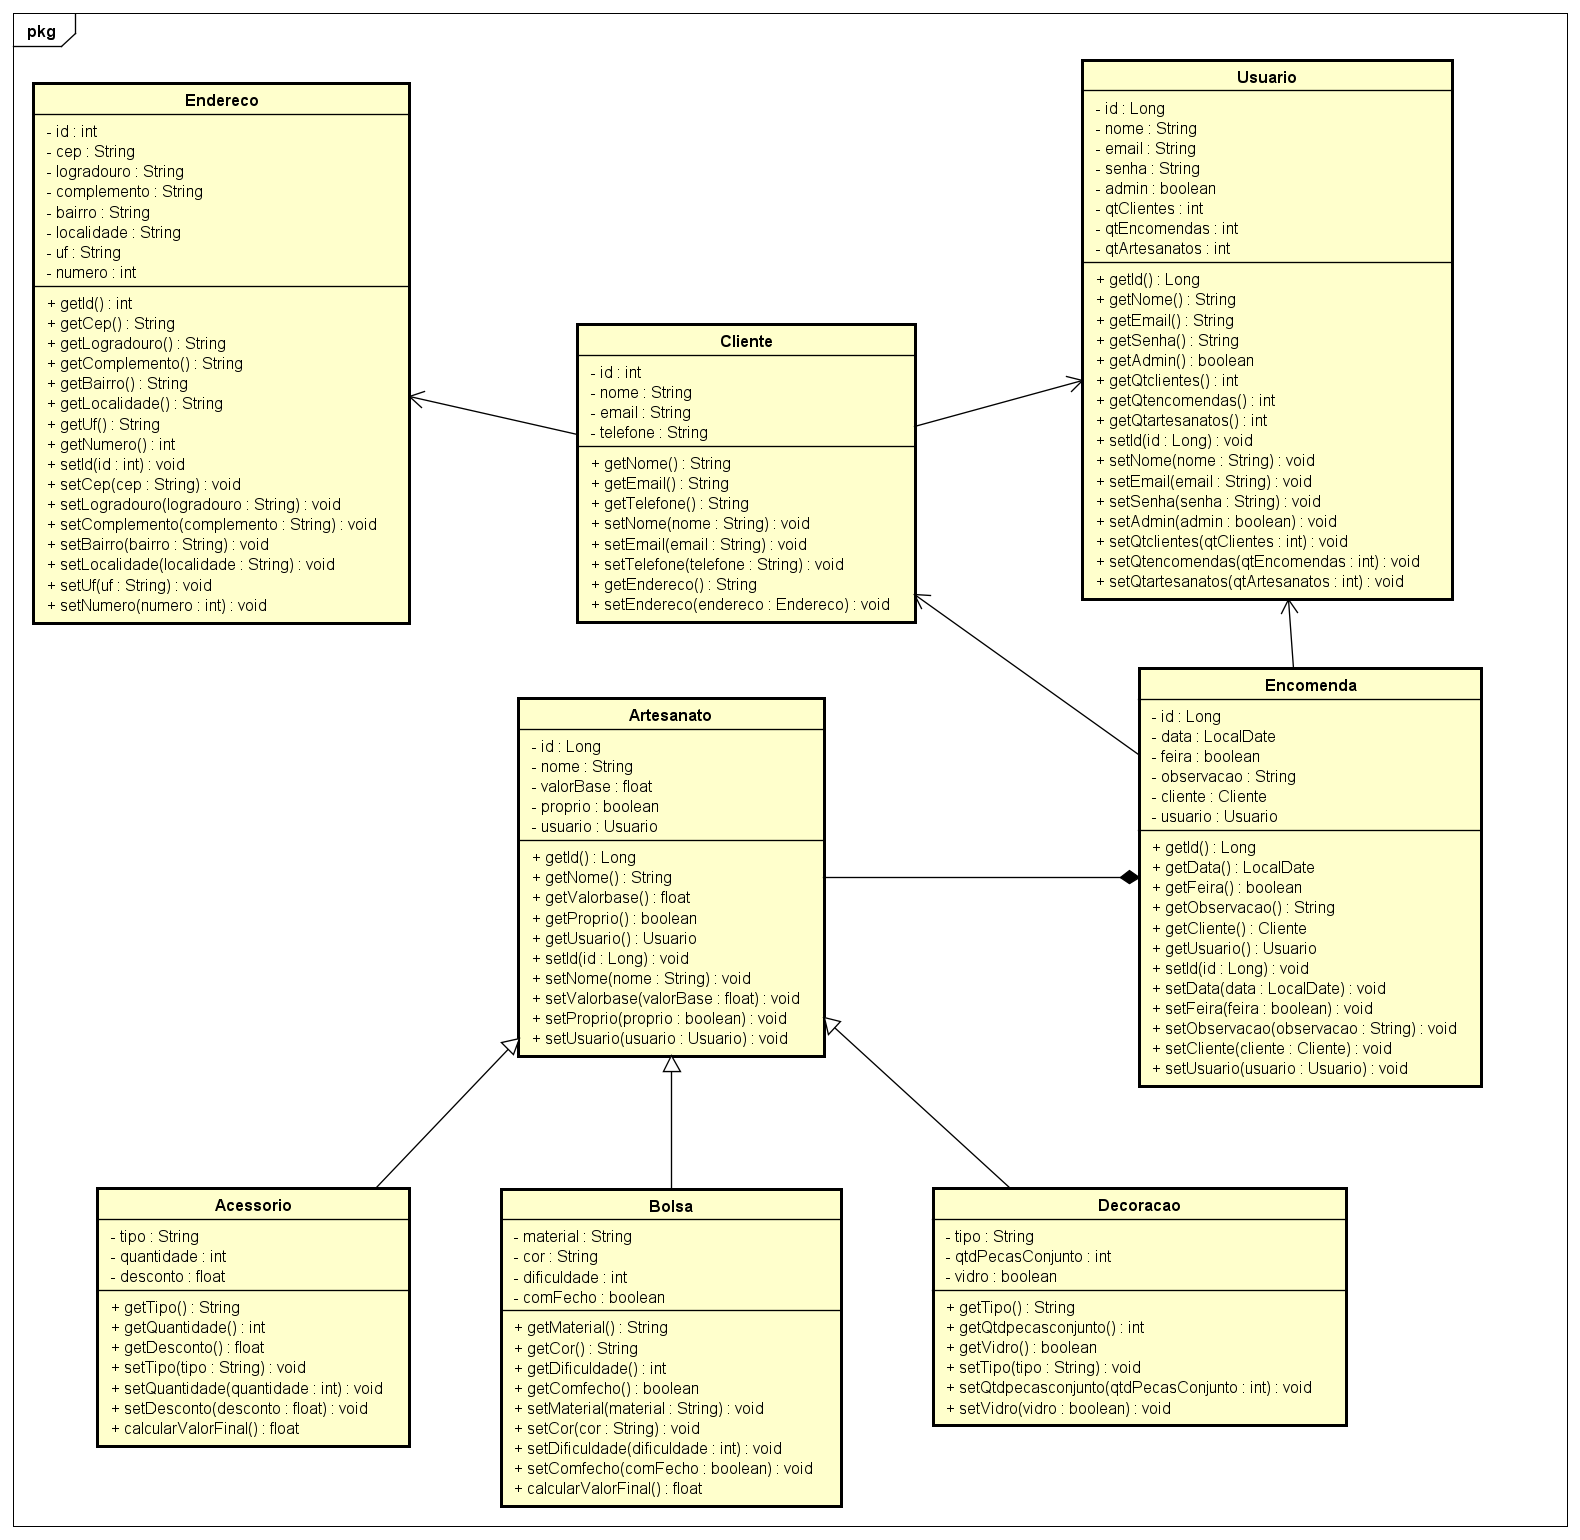 pkg
Endereco
- id : int
- cep : String
- logradouro : String
- complemento : String
- bairro : String
- localidade : String
- uf : String
- numero : int
+ getId() : int
+ getCep() : String
+ getLogradouro() : String
+ getComplemento() : String
+ getBairro() : String
+ getLocalidade() : String
+ getUf() : String
+ getNumero() : int
+ setId(id : int) : void
+ setCep(cep : String) : void
+ setLogradouro(logradouro : String) : void
+ setComplemento(complemento : String) : void
+ setBairro(bairro : String) : void
+ setLocalidade(localidade : String) : void
+ setUf(uf : String) : void
+ setNumero(numero : int) : void
Usuario
- id : Long
- nome : String
- email : String
- senha : String
- admin : boolean
- qtClientes : int
- qtEncomendas : int
- qtArtesanatos : int
+ getId() : Long
+ getNome() : String
+ getEmail() : String
+ getSenha() : String
+ getAdmin() : boolean
+ getQtclientes() : int
+ getQtencomendas() : int
+ getQtartesanatos() : int
+ setId(id : Long) : void
+ setNome(nome : String) : void
+ setEmail(email : String) : void
+ setSenha(senha : String) : void
+ setAdmin(admin : boolean) : void
+ setQtclientes(qtClientes : int) : void
+ setQtencomendas(qtEncomendas : int) : void
+ setQtartesanatos(qtArtesanatos : int) : void
Cliente
- id : int
- nome : String
- email : String
- telefone : String
+ getNome() : String
+ getEmail() : String
+ getTelefone() : String
+ setNome(nome : String) : void
+ setEmail(email : String) : void
+ setTelefone(telefone : String) : void
+ getEndereco() : String
+ setEndereco(endereco : Endereco) : void
Encomenda
- id : Long
- data : LocalDate
- feira : boolean
- observacao : String
- cliente : Cliente
- usuario : Usuario
+ getId() : Long
+ getData() : LocalDate
+ getFeira() : boolean
+ getObservacao() : String
+ getCliente() : Cliente
+ getUsuario() : Usuario
+ setId(id : Long) : void
+ setData(data : LocalDate) : void
+ setFeira(feira : boolean) : void
+ setObservacao(observacao : String) : void
+ setCliente(cliente : Cliente) : void
+ setUsuario(usuario : Usuario) : void
Artesanato
- id : Long
- nome : String
- valorBase : float
- proprio : boolean
- usuario : Usuario
+ getId() : Long
+ getNome() : String
+ getValorbase() : float
+ getProprio() : boolean
+ getUsuario() : Usuario
+ setId(id : Long) : void
+ setNome(nome : String) : void
+ setValorbase(valorBase : float) : void
+ setProprio(proprio : boolean) : void
+ setUsuario(usuario : Usuario) : void
Acessorio
- tipo : String
- quantidade : int
- desconto : float
+ getTipo() : String
+ getQuantidade() : int
+ getDesconto() : float
+ setTipo(tipo : String) : void
+ setQuantidade(quantidade : int) : void
+ setDesconto(desconto : float) : void
+ calcularValorFinal() : float
Bolsa
- material : String
- cor : String
- dificuldade : int
- comFecho : boolean
+ getMaterial() : String
+ getCor() : String
+ getDificuldade() : int
+ getComfecho() : boolean
+ setMaterial(material : String) : void
+ setCor(cor : String) : void
+ setDificuldade(dificuldade : int) : void
+ setComfecho(comFecho : boolean) : void
+ calcularValorFinal() : float
Decoracao
- tipo : String
- qtdPecasConjunto : int
- vidro : boolean
+ getTipo() : String
+ getQtdpecasconjunto() : int
+ getVidro() : boolean
+ setTipo(tipo : String) : void
+ setQtdpecasconjunto(qtdPecasConjunto : int) : void
+ setVidro(vidro : boolean) : void